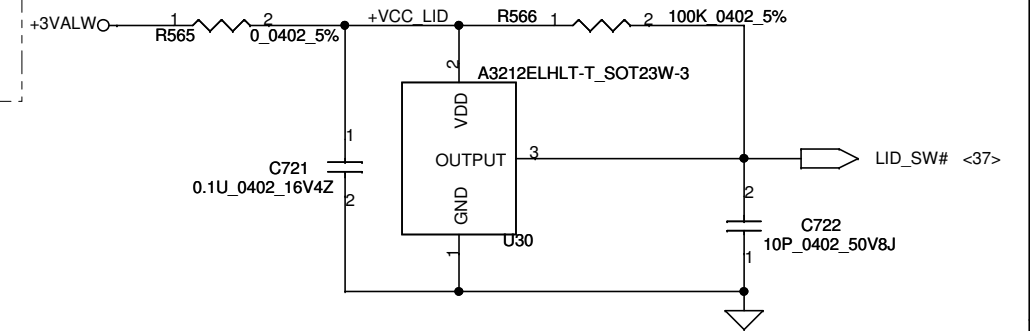 +3VALW
1
2
R565
0_0402_5%
+VCC_LID
R566
1
2
100K_0402_5%
2
A3212ELHLT-T_SOT23W-3
VDD
1
C721
0.1U_0402_16V4Z
2
OUTPUT
3
LID_SW# <37>
GND
2
C722
10P_0402_50V8J
1
U30
1